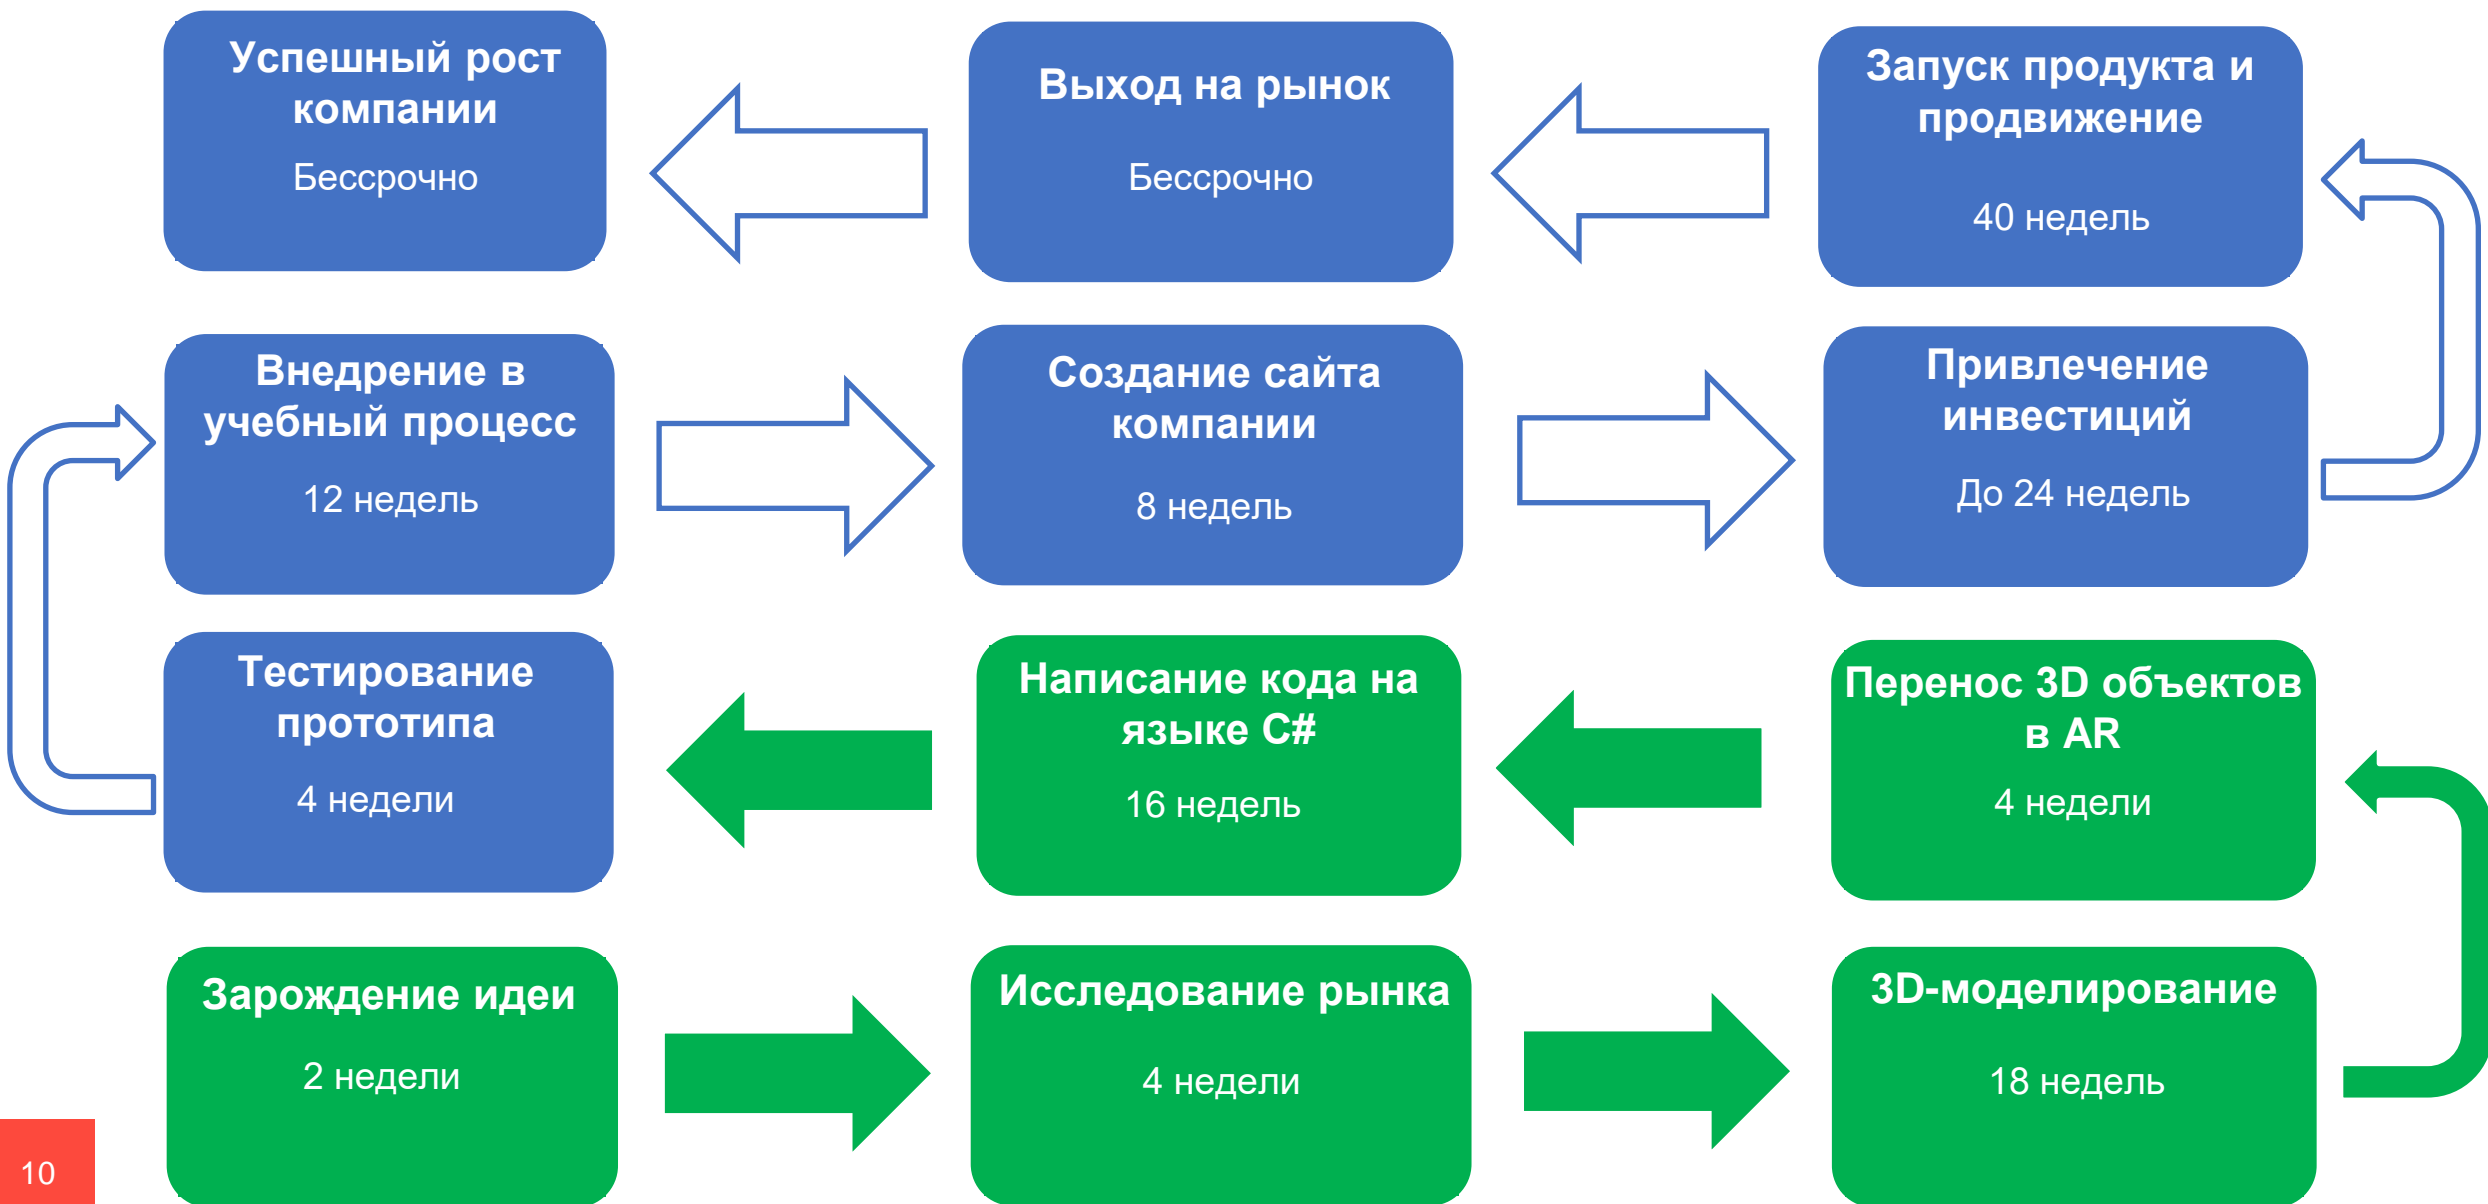 Успешный рост
компании
Бессрочно
Выход на рынок
Бессрочно
Запуск продукта и
продвижение
40 недель
Внедрение в
учебный процесс
12 недель
Создание сайта
компании
8 недель
Привлечение
инвестиций
До 24 недель
Тестирование
прототипа
4 недели
Написание кода на
языке C#
16 недель
Перенос 3D объектов
в AR
4 недели
Зарождение идеи
2 недели
Исследование рынка
4 недели
3D-моделирование
18 недель
10